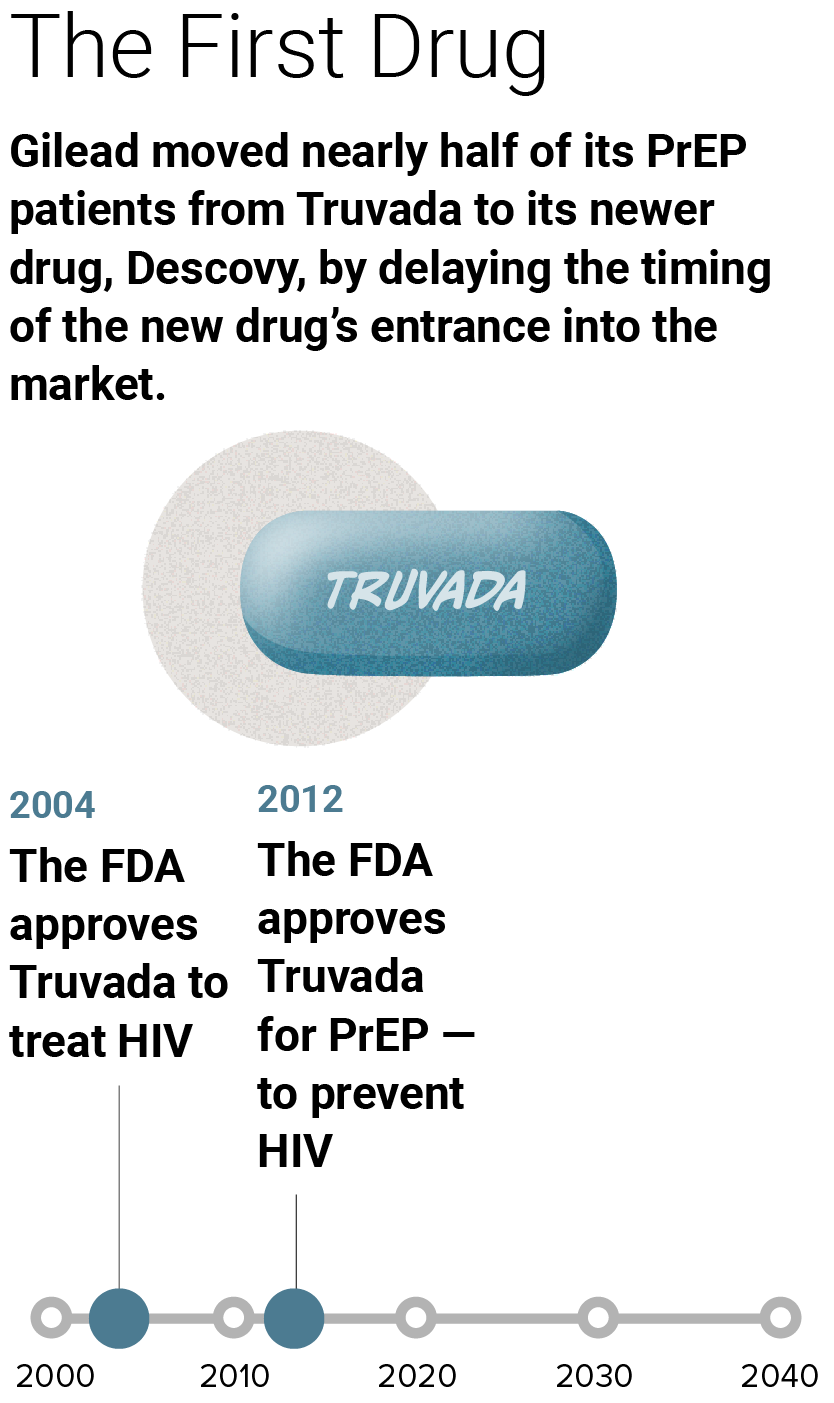 The First Drug
Gilead moved nearly half of its PrEP
patients from Truvada to its newer
drug, Descovy, by delaying the timing
of the new drug’s entrance into the
market.
TRUVADA
2004
The FDA
approves
Truvada to
treat HIV
2012
The FDA
approves
Truvada
for PrEP —
to prevent
HIV
2000 2010 2020 2030 2040